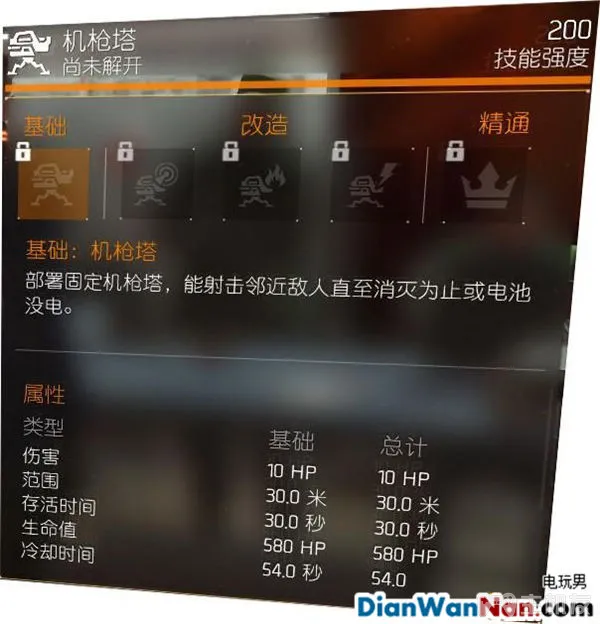 机枪塔
尚未解开
200
技能强度
基础
改造
精通
基础: 机枪塔
部署固定机枪塔，能射击邻近敌人直至消灭为止或电池
没电。
属性
类型 基础 总计
伤害 10 HP 10 HP
范围 30.0 米 30.0 米
存活时间 30.0 秒 30.0 秒
生命值 580 HP 580 HP
冷却时间 54.0 秒 54.0
电玩男
DianWanNan.com